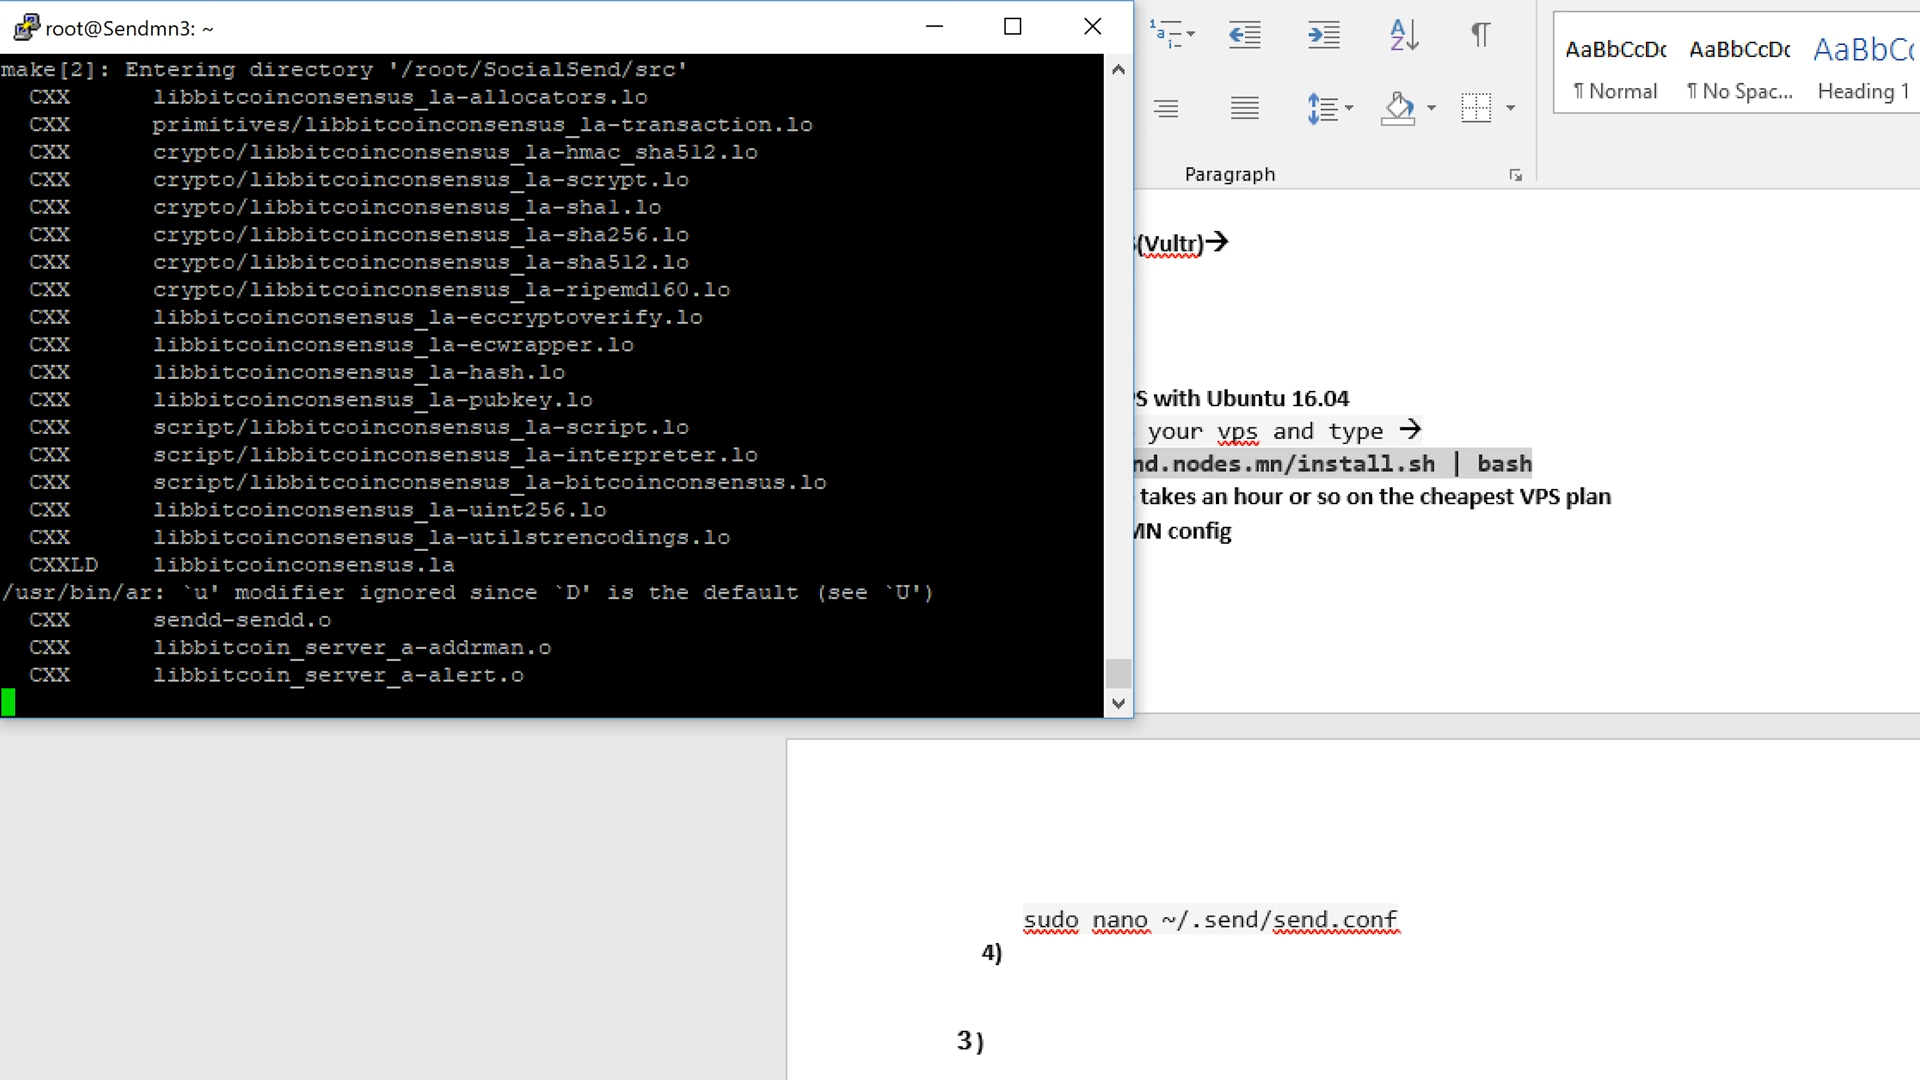 root@Sendmn3: ~
make[2]: Entering directory '/root/SocialSend/src'
CXX libbitcoinconsensus_la-allocators.lo
CXX primitives/libbitcoinconsensus_la-transaction.lo
CXX crypto/libbitcoinconsensus_la-hmac_sha512.lo
CXX crypto/libbitcoinconsensus_la-scrypt.lo
CXX crypto/libbitcoinconsensus_la-sha1.lo
CXX crypto/libbitcoinconsensus_la-sha256.lo
CXX crypto/libbitcoinconsensus_la-sha512.lo
CXX crypto/libbitcoinconsensus_la-ripemd160.lo
CXX libbitcoinconsensus_la-eccryptoverify.lo
CXX libbitcoinconsensus_la-ecwrapper.lo
CXX libbitcoinconsensus_la-hash.lo
CXX libbitcoinconsensus_la-pubkey.lo
CXX script/libbitcoinconsensus_la-script.lo
CXX script/libbitcoinconsensus_la-interpreter.lo
CXX script/libbitcoinconsensus_la-bitcoinconsensus.lo
CXX libbitcoinconsensus_la-uint256.lo
CXX libbitcoinconsensus_la-utilstrencodings.lo
CXXLD libbitcoinconsensus.la
/usr/bin/ar: `u' modifier ignored since `D' is the default (see `U')
CXX sendd-sendd.o
CXX libbitcoin_server_a-addrman.o
CXX libbitcoin_server_a-alert.o
AaBbCcDc AaBbCcDc AaBbCc
¶ Normal ¶ No Spac... Heading 1
Paragraph
(Vultr)→
S with Ubuntu 16.04
your vps and type →
nd.nodes.mn/install.sh | bash
takes an hour or so on the cheapest VPS plan
MN config
sudo nano ~/.send/send.conf
4)
3)